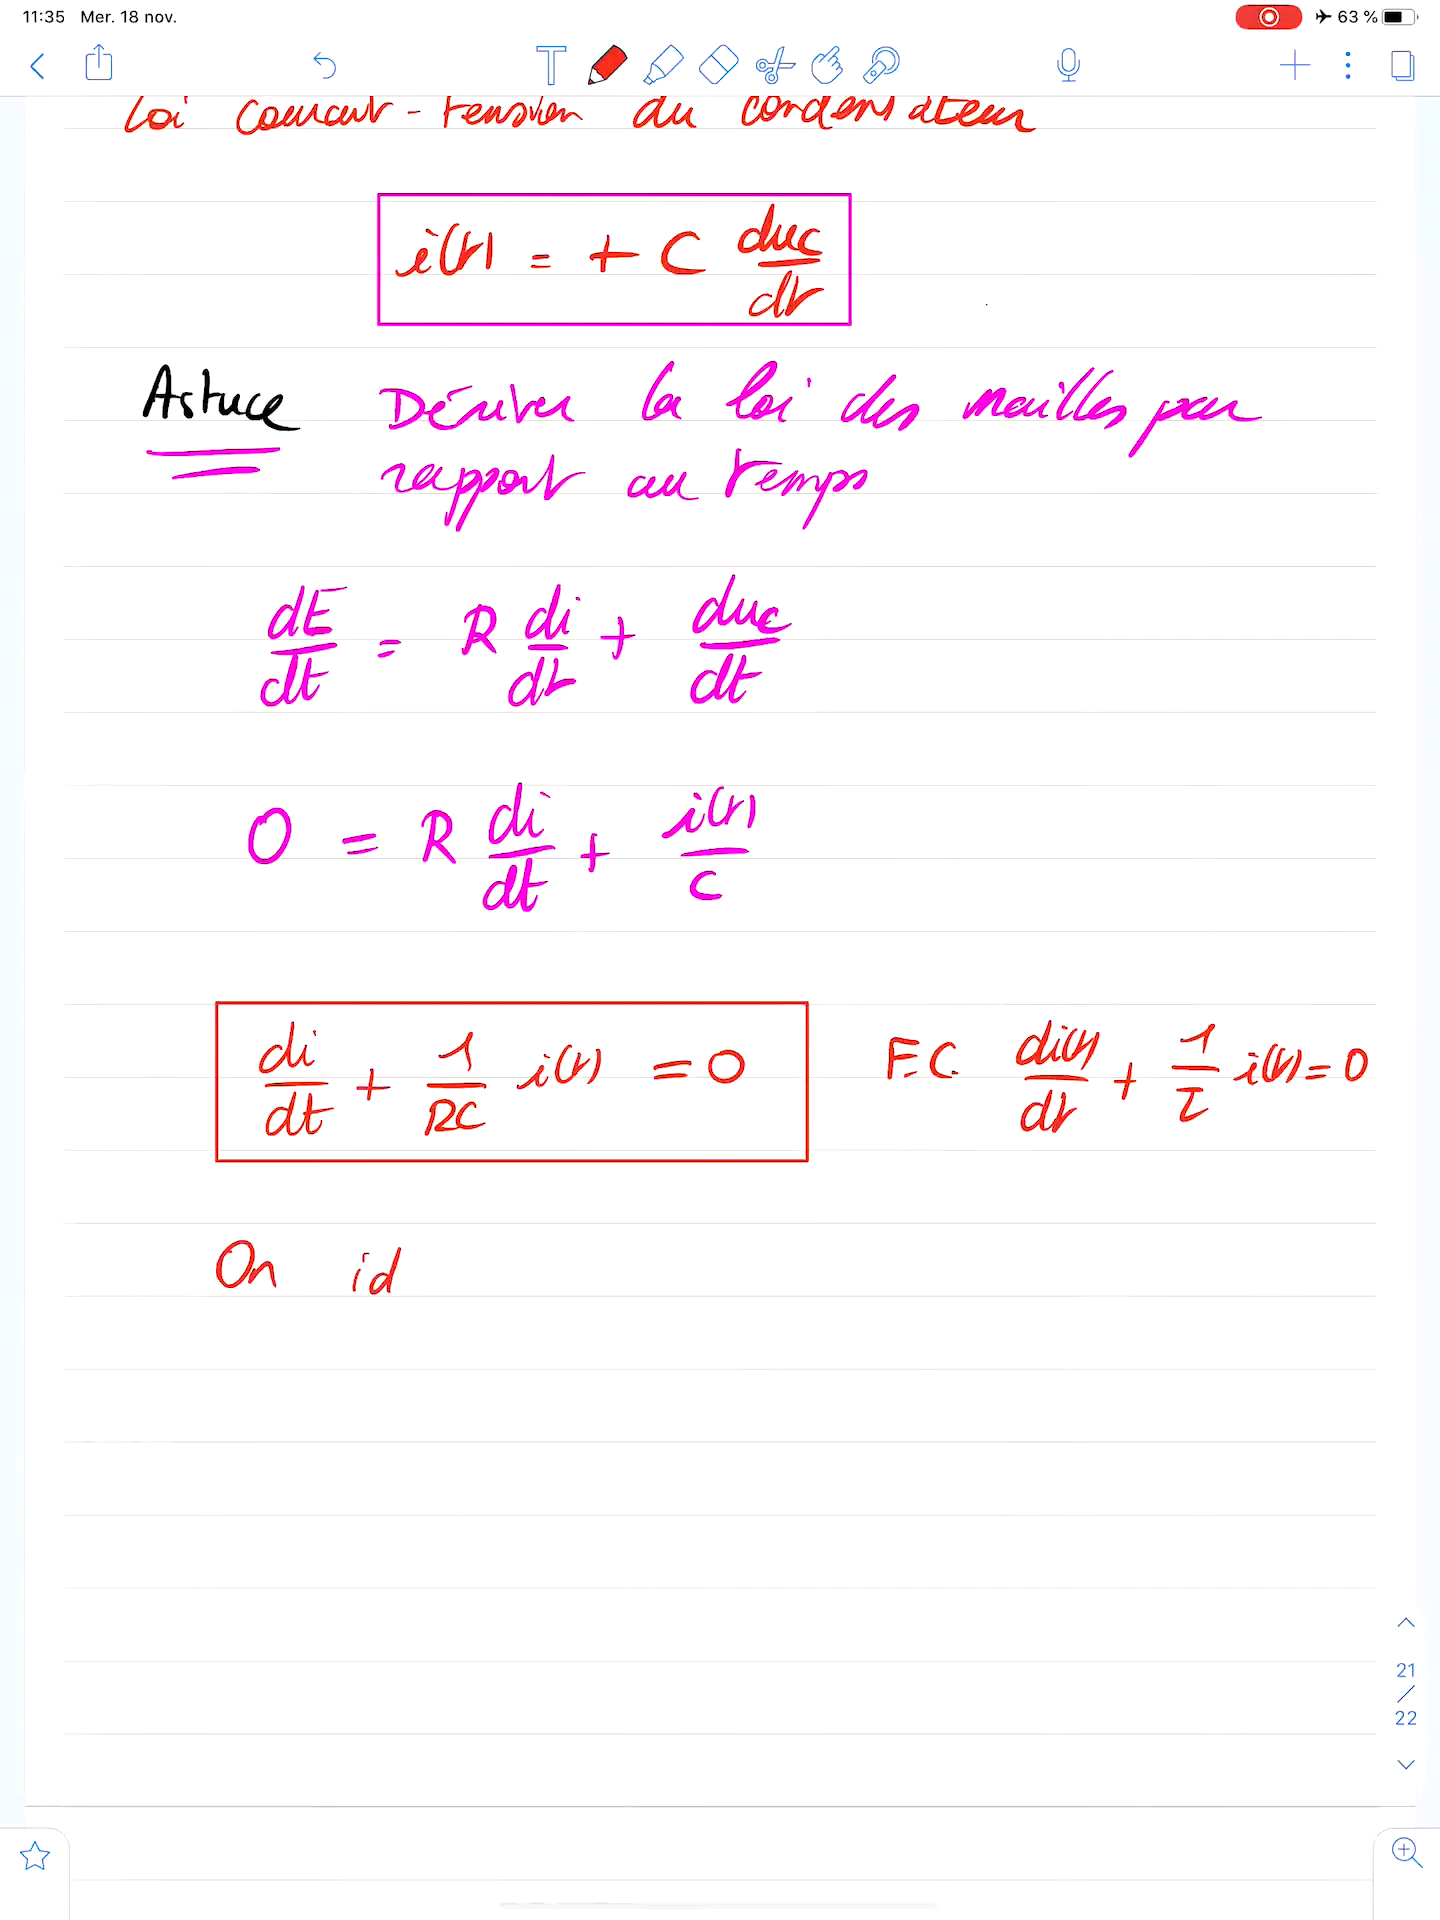 11:35 Mer. 18 nov. 63 %
T
Loi courant-tension du condensateur
i(t) = + C duc/dt
Astuce Dériver la loi des mailles par
rapport au temps
dE/dt = R di/dt + duc/dt
0 = R di/dt + i(t)/C
di/dt + 1/RC i(t) = 0 F.C. di(t)/dt + 1/τ i(t) = 0
On id
21
/
22